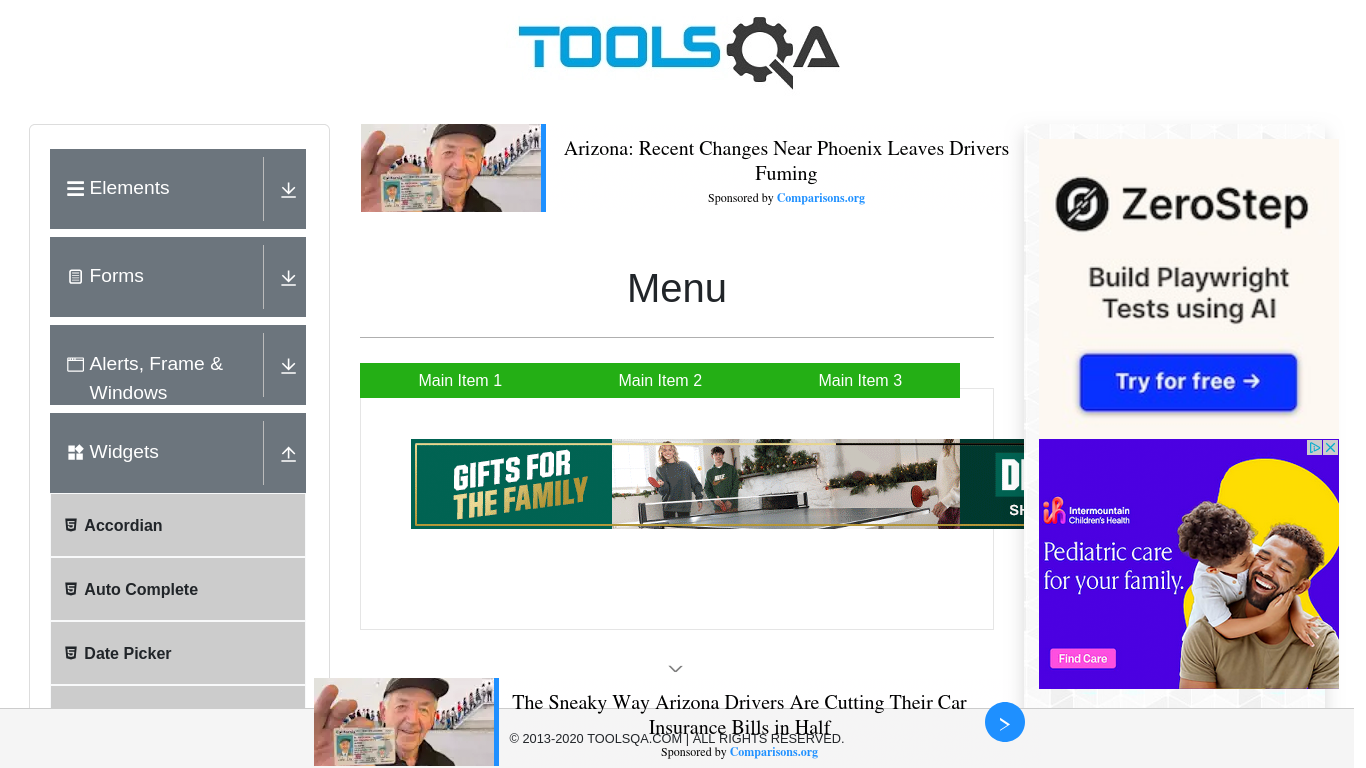 TOOLSQA
Elements
Forms
Alerts, Frame &
Windows
Widgets
Accordian
Auto Complete
Date Picker
Arizona: Recent Changes Near Phoenix Leaves Drivers
Fuming
Sponsored by Comparisons.org
Menu
Main Item 1
Main Item 2
Main Item 3
GIFTS FOR
THE FAMILY
ZeroStep
Build Playwright
Tests using AI
Try for free →
Intermountain
Children's Health
Pediatric care
for your family.
Find Care
The Sneaky Way Arizona Drivers Are Cutting Their Car
Insurance Bills in Half
© 2013-2020 TOOLSQA.COM | ALL RIGHTS RESERVED.
Sponsored by Comparisons.org